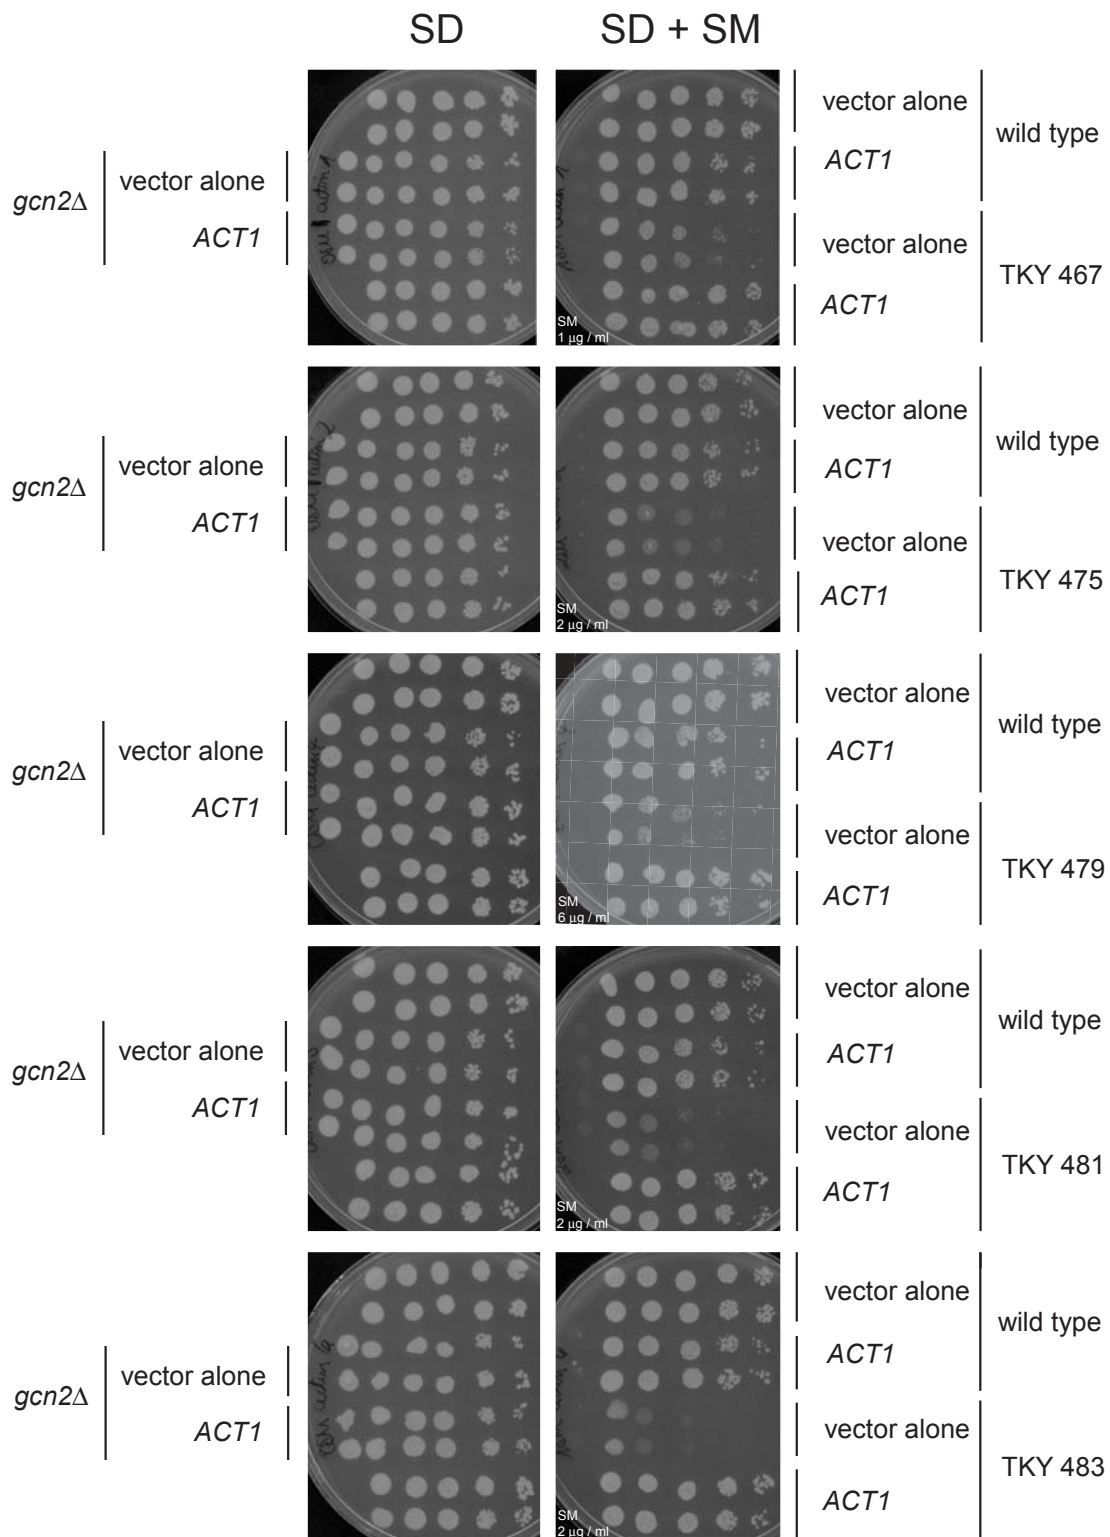 SD SD + SM
vector alone
wild type
ACT1
gcn2Δ
vector alone
ACT1
vector alone
TKY 467
ACT1
SM
1 µg / ml
vector alone
wild type
ACT1
gcn2Δ
vector alone
ACT1
vector alone
TKY 475
ACT1
SM
2 µg / ml
vector alone
wild type
ACT1
gcn2Δ
vector alone
ACT1
vector alone
TKY 479
ACT1
SM
6 µg / ml
vector alone
wild type
ACT1
gcn2Δ
vector alone
ACT1
vector alone
TKY 481
ACT1
SM
2 µg / ml
vector alone
wild type
ACT1
gcn2Δ
vector alone
ACT1
vector alone
TKY 483
ACT1
SM
2 µg / ml